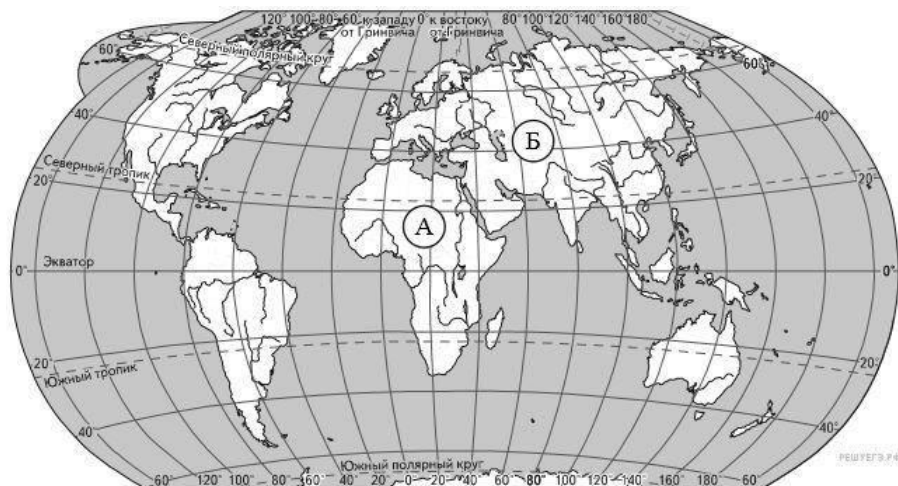 120° 100° 80° 60 к западу 0° к востоку 80° 100° 120° 140° 160° 180°
от Гринвича от Гринвича
60° Северный полярный круг 60°
40° 40°
Северный тропик
20° 20°
А
Б
Экватор
0° 0°
20° 20°
Южный тропик
40° 40°
РЕШУЕГЭ.РФ
Южный полярный круг
60° 120° 100° 80° 60° 40° 20° 0° 20° 40° 60° 80° 100° 120° 140° 60°